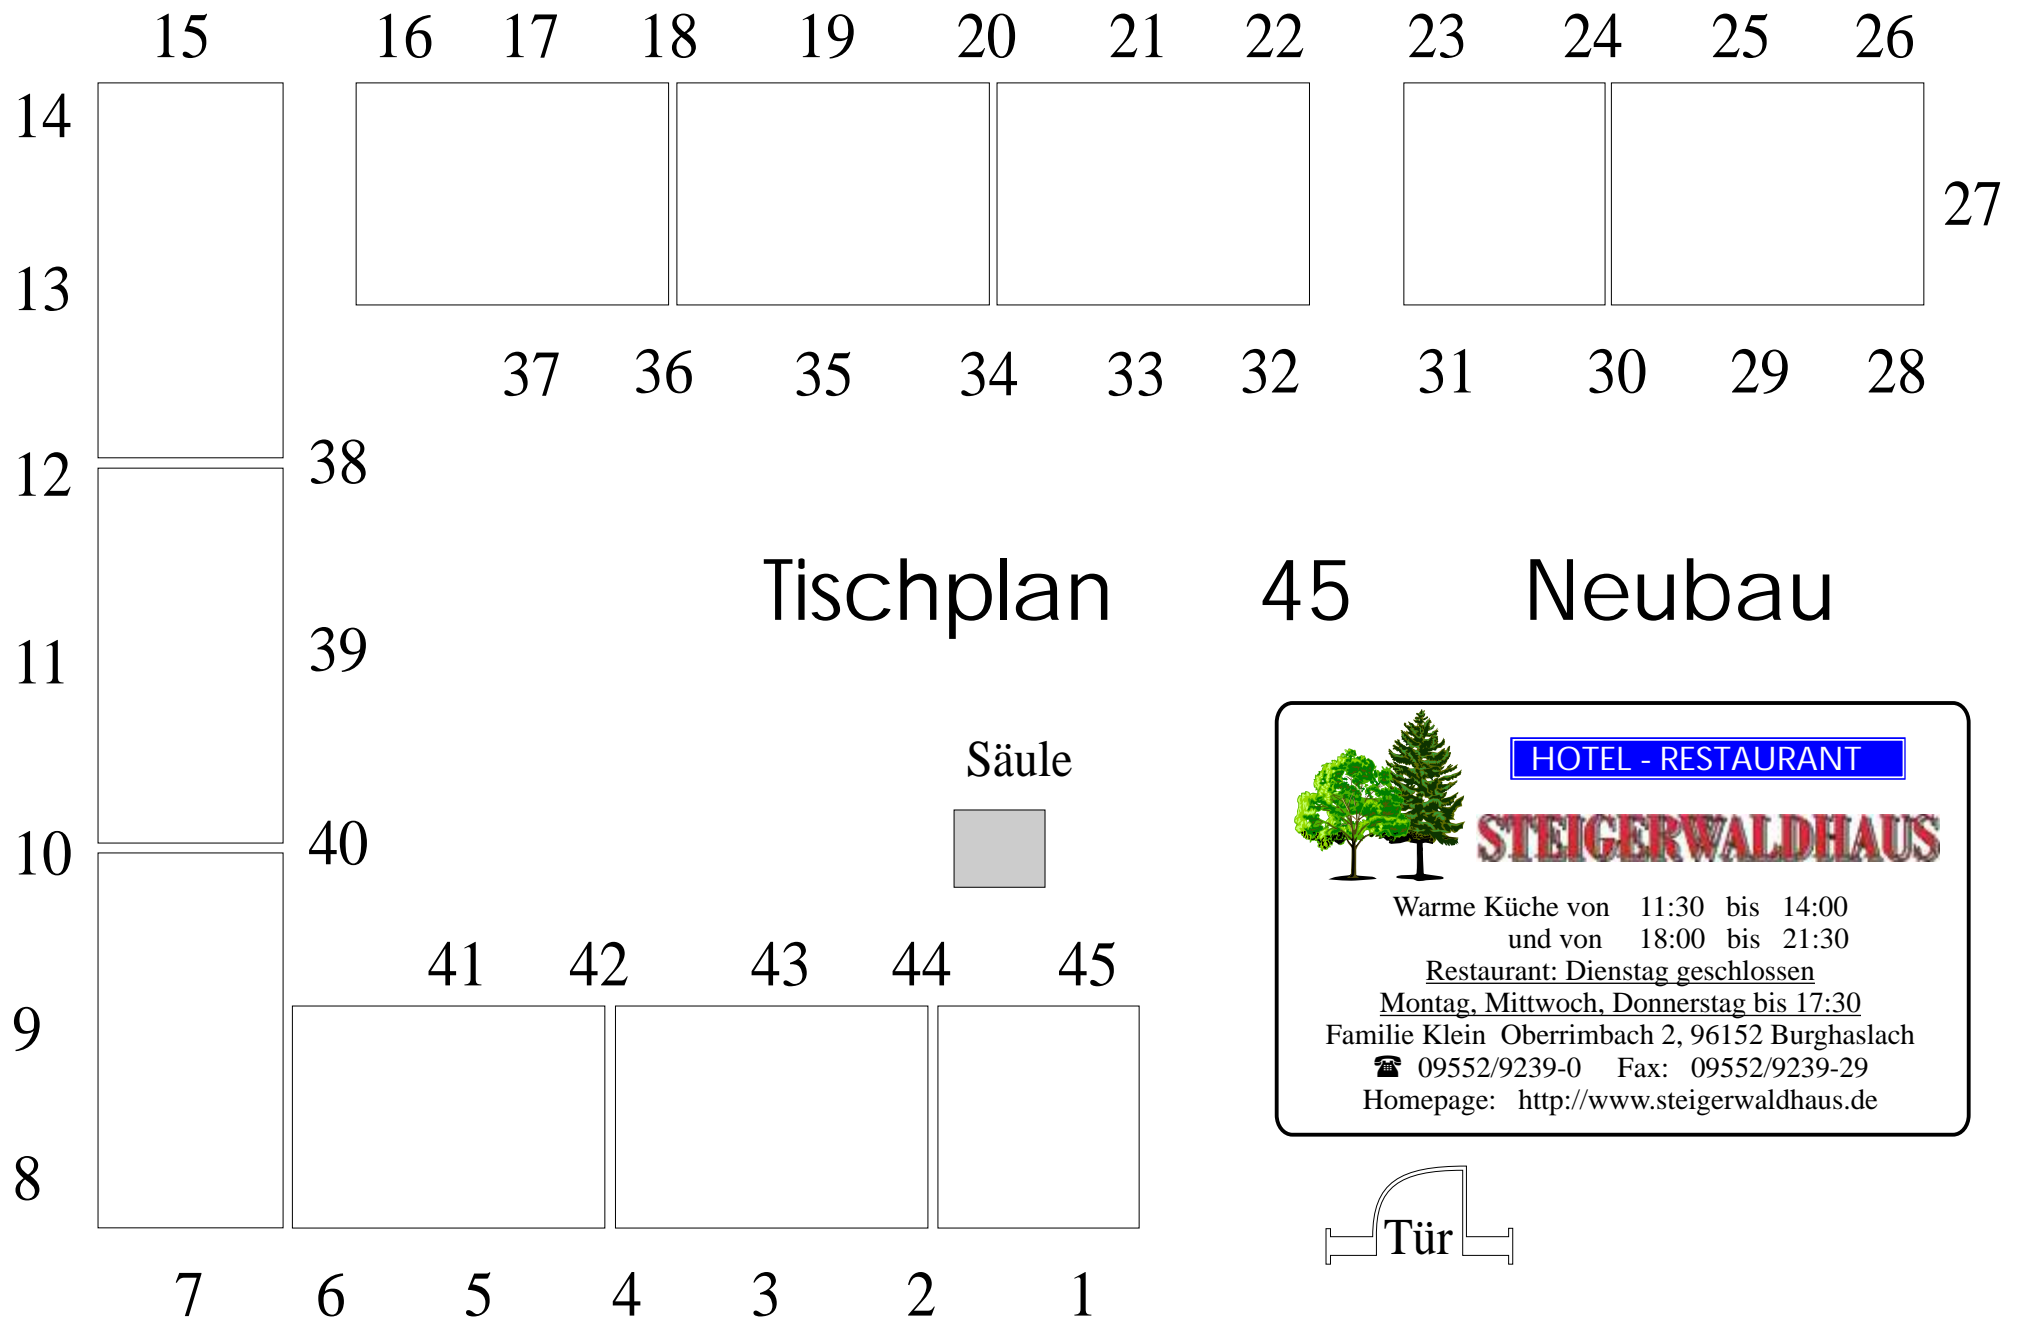 15 16 17 18 19 20 21 22 23 24 25 26
14
27
13
37 36 35 34 33 32 31 30 29 28
12 38
Tischplan 45 Neubau
11 39
Säule
10 40
41 42 43 44 45
9
8
7 6 5 4 3 2 1
HOTEL - RESTAURANT
STEIGERWALDHAUS
Warme Küche von 11:30 bis 14:00
und von 18:00 bis 21:30
Restaurant: Dienstag geschlossen
Montag, Mittwoch, Donnerstag bis 17:30
Familie Klein Oberrimbach 2, 96152 Burghaslach
☎ 09552/9239-0 Fax: 09552/9239-29
Homepage: http://www.steigerwaldhaus.de
Tür